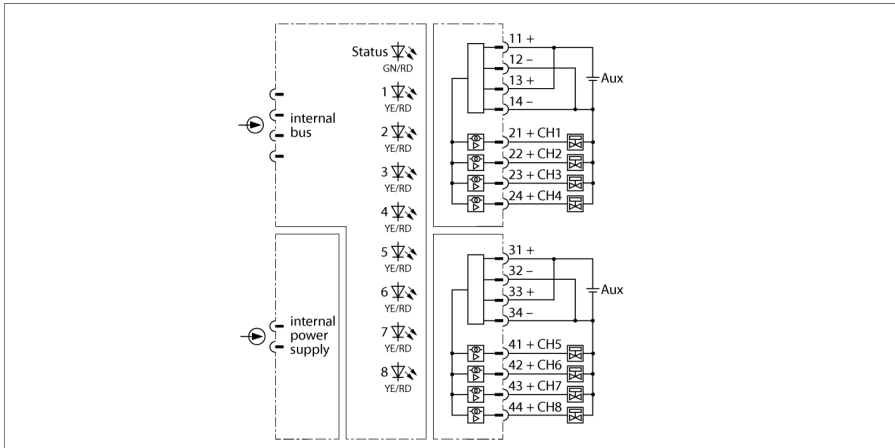 Status
GN/RD
1
YE/RD
internal
bus
2
YE/RD
3
YE/RD
4
YE/RD
5
YE/RD
6
YE/RD
internal
power
supply
7
YE/RD
8
YE/RD
11 +
12 –
13 +
14 –
Aux
21 + CH1
22 + CH2
23 + CH3
24 + CH4
31 +
32 –
33 +
34 –
Aux
41 + CH5
42 + CH6
43 + CH7
44 + CH8